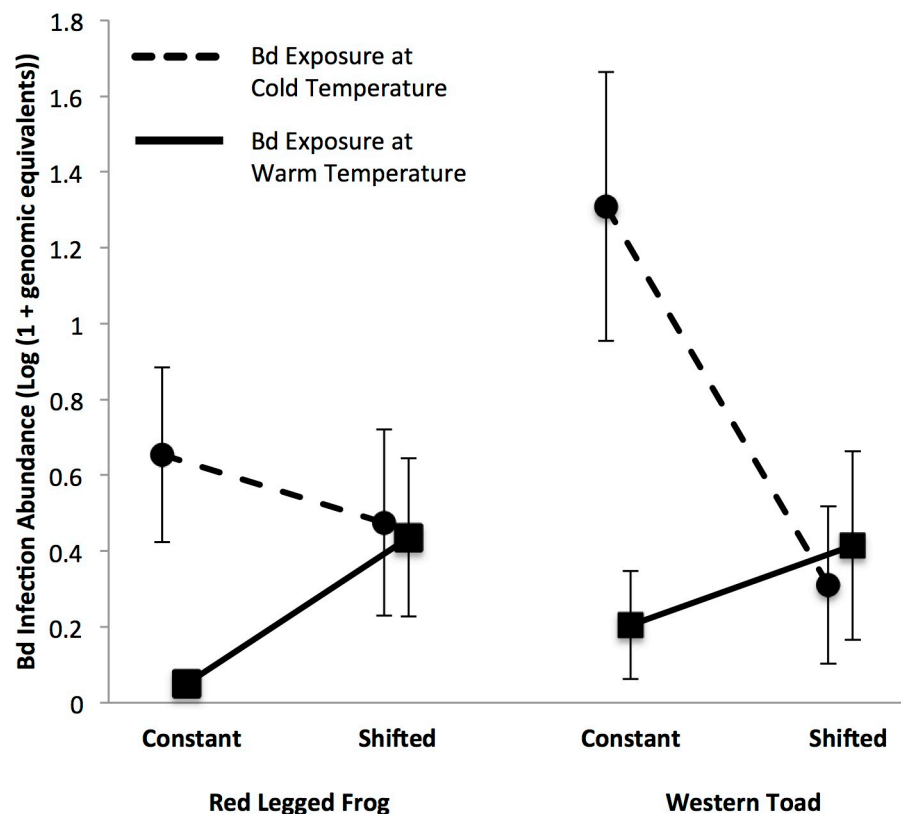 Bd Infection Abundance (Log (1 + genomic equivalents))
1.8
1.6
1.4
1.2
1
0.8
0.6
0.4
0.2
0
Bd Exposure at
Cold Temperature
Bd Exposure at
Warm Temperature
Constant Shifted Constant Shifted
Red Legged Frog Western Toad